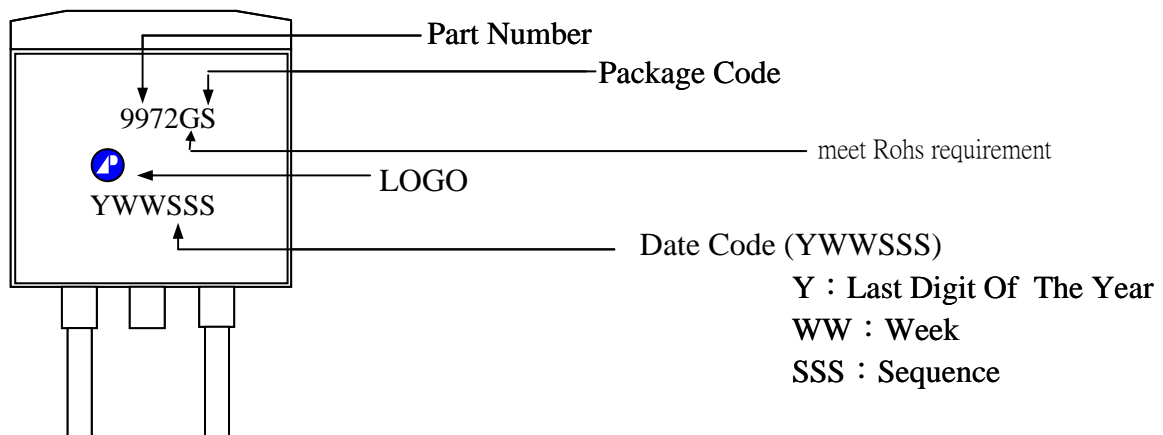 Part Number
Package Code
9972GS
meet Rohs requirement
LOGO
YWWSSS
Date Code (YWWSSS)
Y：Last Digit Of The Year
WW：Week
SSS：Sequence